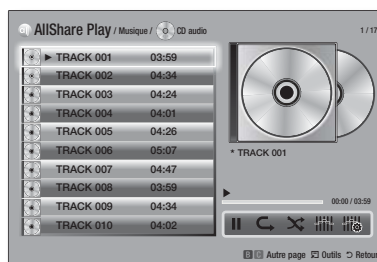 AllShare Play / Musique / CD audio 1 / 17
TRACK 001 03:59
TRACK 002 04:34
TRACK 003 04:24
TRACK 004 04:01
TRACK 005 04:26
TRACK 006 05:07
TRACK 007 04:47
TRACK 008 03:59
TRACK 009 04:34
TRACK 010 04:02
* TRACK 001
00:00 / 03:59
B C Autre page Outils Retour